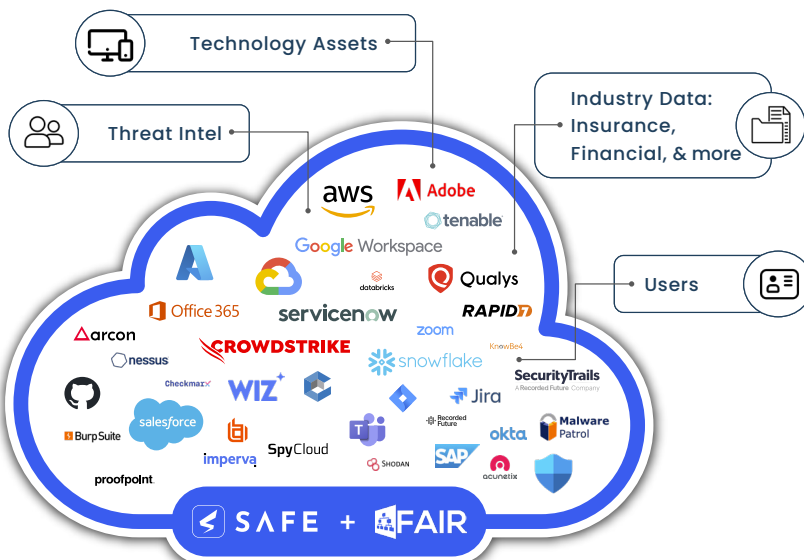 Technology Assets
Threat Intel
Industry Data:
Insurance,
Financial, & more
Users
aws
Adobe
tenable
Google Workspace
databricks
Qualys
Office 365
servicenow
RAPID7
arcon
zoom
CROWDSTRIKE
KnowBe4
nessus
snowflake
SecurityTrails
A Recorded Future Company
Checkmarx
WIZ
Jira
salesforce
Recorded
Future
Burp Suite
imperva
SpyCloud
okta
Malware
Patrol
SHODAN
SAP
acunetix
proofpoint.
SAFE + FAIR